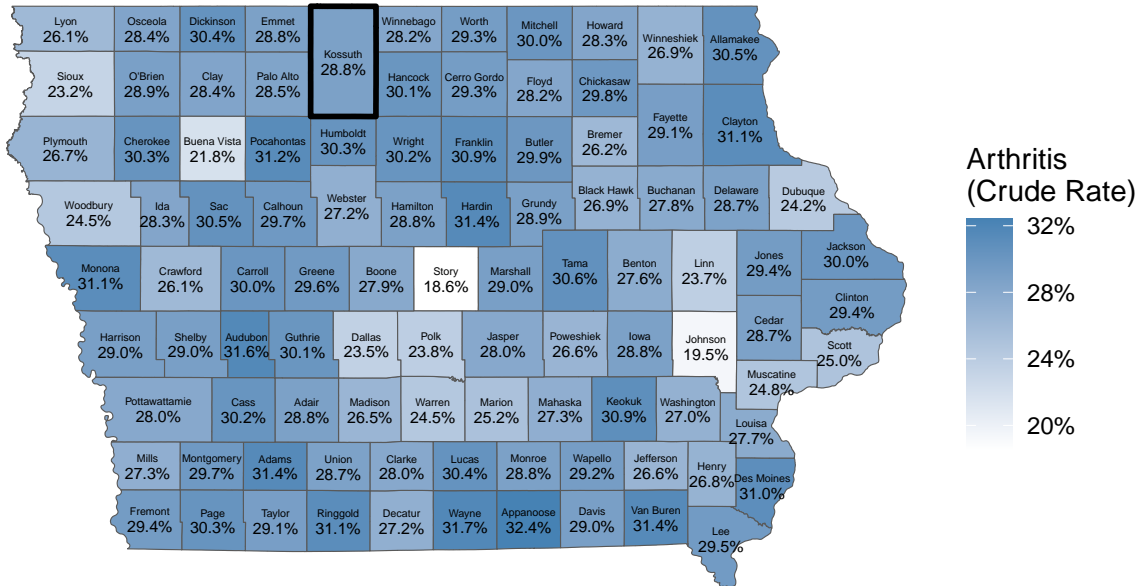 Lyon
26.1%
Osceola
28.4%
Dickinson
30.4%
Emmet
28.8%
Kossuth
28.8%
Winnebago
28.2%
Worth
29.3%
Mitchell
30.0%
Howard
28.3%
Winneshiek
26.9%
Allamakee
30.5%
Sioux
23.2%
O'Brien
28.9%
Clay
28.4%
Palo Alto
28.5%
Hancock
30.1%
Cerro Gordo
29.3%
Floyd
28.2%
Chickasaw
29.8%
Fayette
29.1%
Clayton
31.1%
Plymouth
26.7%
Cherokee
30.3%
Buena Vista
21.8%
Pocahontas
31.2%
Humboldt
30.3%
Wright
30.2%
Franklin
30.9%
Butler
29.9%
Bremer
26.2%
Woodbury
24.5%
Ida
28.3%
Sac
30.5%
Calhoun
29.7%
Webster
27.2%
Hamilton
28.8%
Hardin
31.4%
Grundy
28.9%
Black Hawk
26.9%
Buchanan
27.8%
Delaware
28.7%
Dubuque
24.2%
Monona
31.1%
Crawford
26.1%
Carroll
30.0%
Greene
29.6%
Boone
27.9%
Story
18.6%
Marshall
29.0%
Tama
30.6%
Benton
27.6%
Linn
23.7%
Jones
29.4%
Jackson
30.0%
Clinton
29.4%
Harrison
29.0%
Shelby
29.0%
Audubon
31.6%
Guthrie
30.1%
Dallas
23.5%
Polk
23.8%
Jasper
28.0%
Poweshiek
26.6%
Iowa
28.8%
Johnson
19.5%
Cedar
28.7%
Scott
25.0%
Muscatine
24.8%
Pottawattamie
28.0%
Cass
30.2%
Adair
28.8%
Madison
26.5%
Warren
24.5%
Marion
25.2%
Mahaska
27.3%
Keokuk
30.9%
Washington
27.0%
Louisa
27.7%
Mills
27.3%
Montgomery
29.7%
Adams
31.4%
Union
28.7%
Clarke
28.0%
Lucas
30.4%
Monroe
28.8%
Wapello
29.2%
Jefferson
26.6%
Henry
26.8%
Des Moines
31.0%
Fremont
29.4%
Page
30.3%
Taylor
29.1%
Ringgold
31.1%
Decatur
27.2%
Wayne
31.7%
Appanoose
32.4%
Davis
29.0%
Van Buren
31.4%
Lee
29.5%
Arthritis
(Crude Rate)
32%
28%
24%
20%